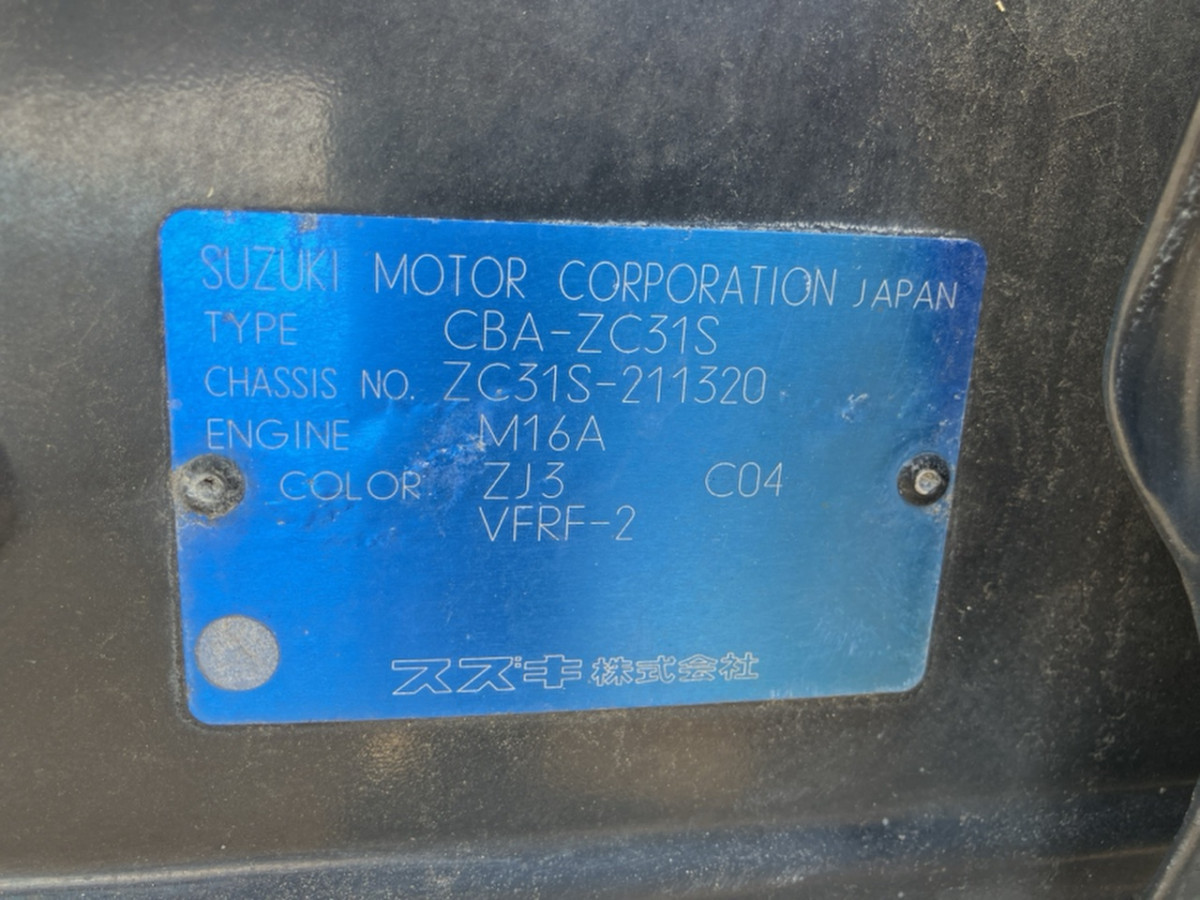 SUZUKI MOTOR CORPORATION JAPAN
TYPE CBA-ZC31S
CHASSIS NO. ZC31S-211320
ENGINE M16A
COLOR ZJ3 C04
VFRF-2
スズキ株式会社